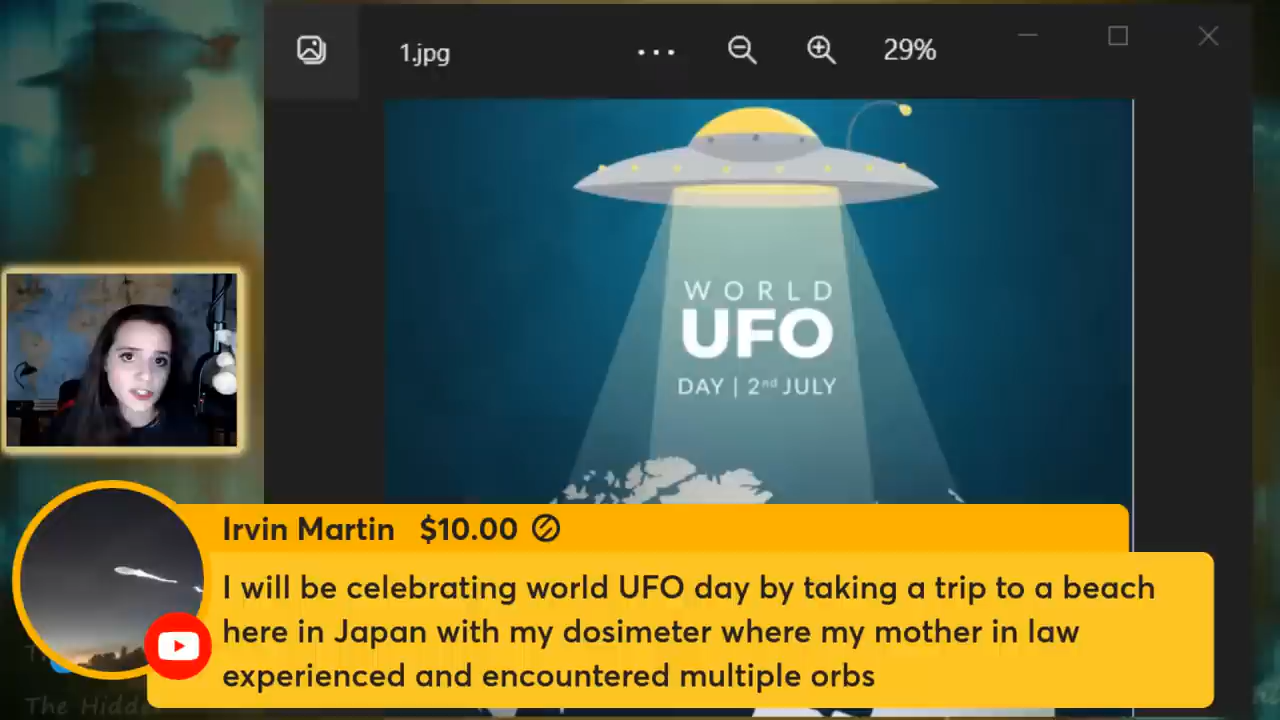 1.jpg
29%
WORLD
UFO
DAY | 2nd JULY
Irvin Martin $10.00
I will be celebrating world UFO day by taking a trip to a beach
here in Japan with my dosimeter where my mother in law
experienced and encountered multiple orbs
The